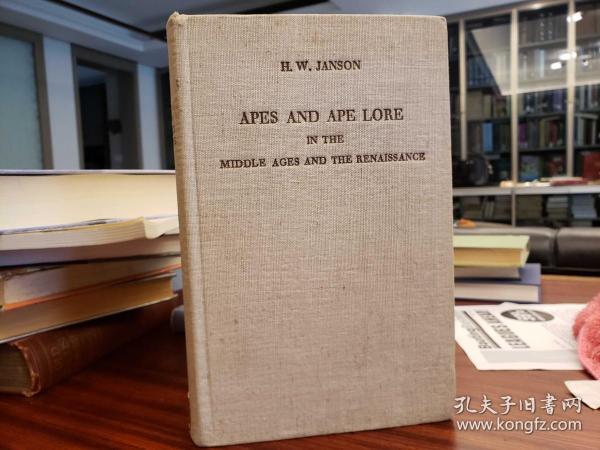 H. W. JANSON
APES AND APE LORE
IN THE
MIDDLE AGES AND THE RENAISSANCE
孔夫子旧书网
www.kongfz.com